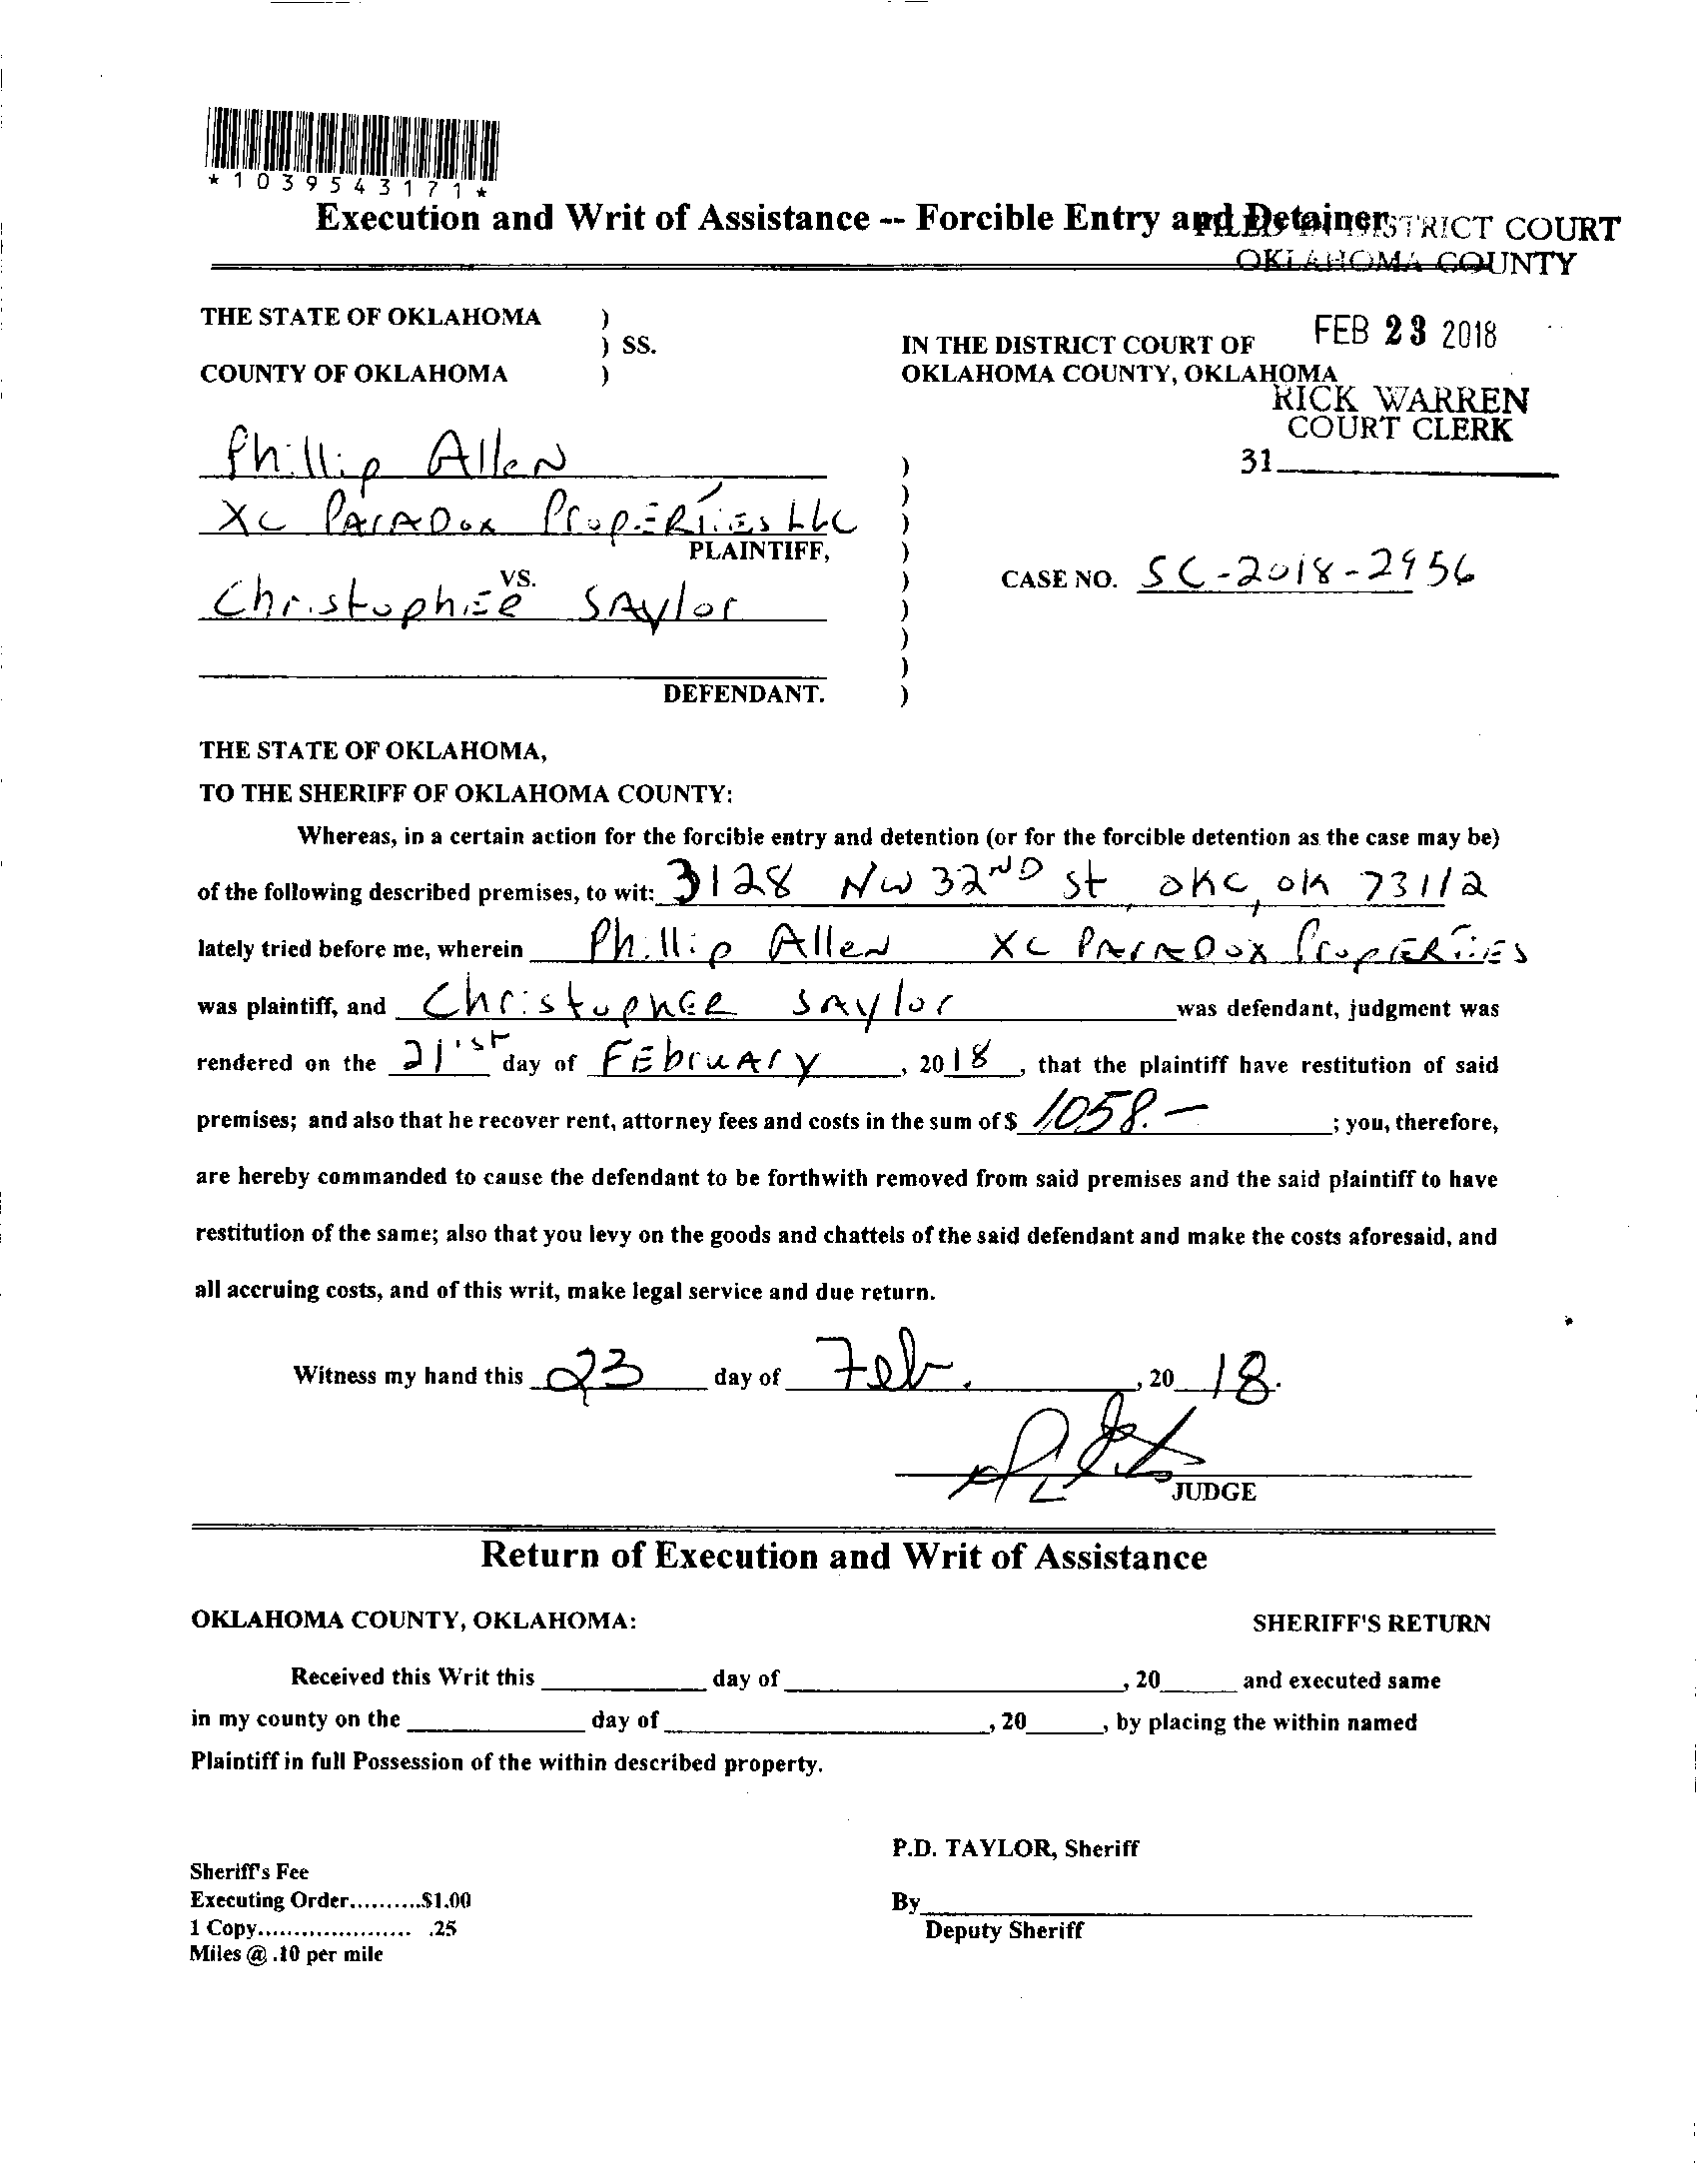 *1039543171*
Execution and Writ of Assistance -- Forcible Entry and Detainer
FILED IN DISTRICT COURT
OKLAHOMA COUNTY
THE STATE OF OKLAHOMA )
) SS.
COUNTY OF OKLAHOMA )
IN THE DISTRICT COURT OF
OKLAHOMA COUNTY, OKLAHOMA
FEB 23 2018
RICK WARREN
COURT CLERK
31
Phillip Allen )
XC Paradox Properties LLC )
PLAINTIFF, )
VS.
Christopher Saylor )
CASE NO. SC-2018-2956
DEFENDANT. )
THE STATE OF OKLAHOMA,
TO THE SHERIFF OF OKLAHOMA COUNTY:
Whereas, in a certain action for the forcible entry and detention (or for the forcible detention as the case may be)
of the following described premises, to wit: 3128 NW 32ND St, OKC, OK 73112
lately tried before me, wherein Phillip Allen XC Paradox Properties
was plaintiff, and Christopher Saylor was defendant, judgment was
rendered on the 21st day of February, 2018, that the plaintiff have restitution of said
premises; and also that he recover rent, attorney fees and costs in the sum of $ 1058.— ; you, therefore,
are hereby commanded to cause the defendant to be forthwith removed from said premises and the said plaintiff to have
restitution of the same; also that you levy on the goods and chattels of the said defendant and make the costs aforesaid, and
all accruing costs, and of this writ, make legal service and due return.
Witness my hand this 23 day of Feb., 20 18.
JUDGE
Return of Execution and Writ of Assistance
OKLAHOMA COUNTY, OKLAHOMA: SHERIFF'S RETURN
Received this Writ this ____ day of ____, 20____ and executed same
in my county on the ____ day of ____, 20____, by placing the within named
Plaintiff in full Possession of the within described property.
P.D. TAYLOR, Sheriff
Sheriff's Fee
Executing Order..........$1.00
By
1 Copy..................... .25
Deputy Sheriff
Miles @ .10 per mile